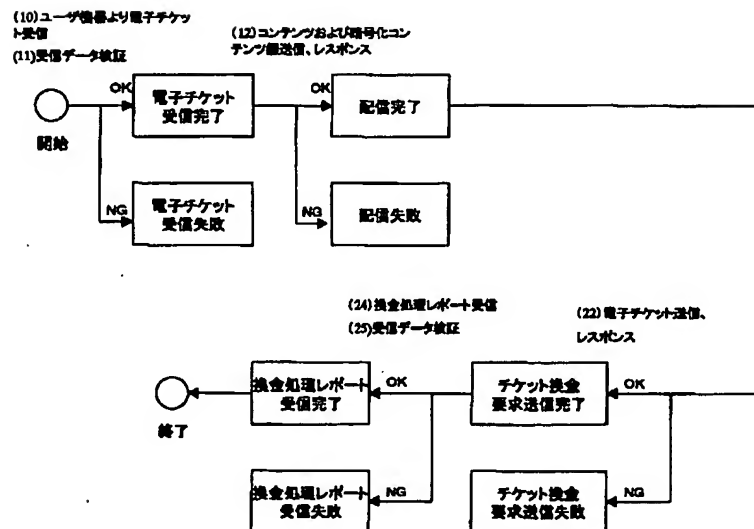 (10)ユーザ機器より電子チケッ
ト受信
(11)受信データ検証
(12)コンテンツおよび暗号化コン
テンツ鍵送信、レスポンス
OK
電子チケット
受信完了
OK
配信完了
開始
NG
電子チケット
受信失敗
NG
配信失敗
(24)換金処理レポート受信
(25)受信データ検証
(22)電子チケット送信、
レスポンス
換金処理レポート
受信完了
OK
チケット換金
要求送信完了
OK
終了
換金処理レポート
受信失敗
NG
チケット換金
要求送信失敗
NG